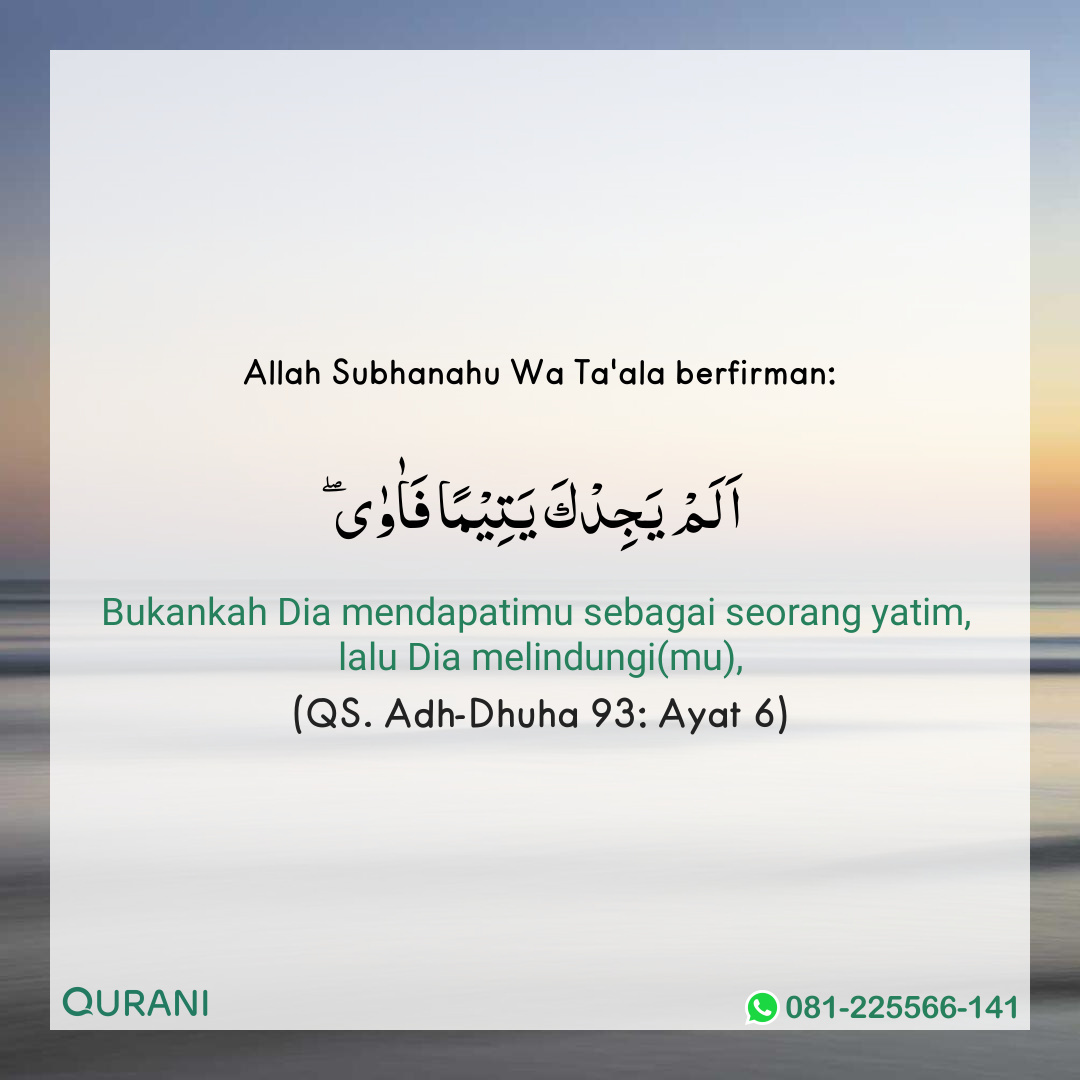 Allah Subhanahu Wa Ta'ala berfirman:
اَلَمْ يَجِدْكَ يَتِيْمًا فَاٰوٰىۖ
Bukankah Dia mendapatimu sebagai seorang yatim,
lalu Dia melindungi(mu),
(QS. Adh-Dhuha 93: Ayat 6)
QURANI
081-225566-141